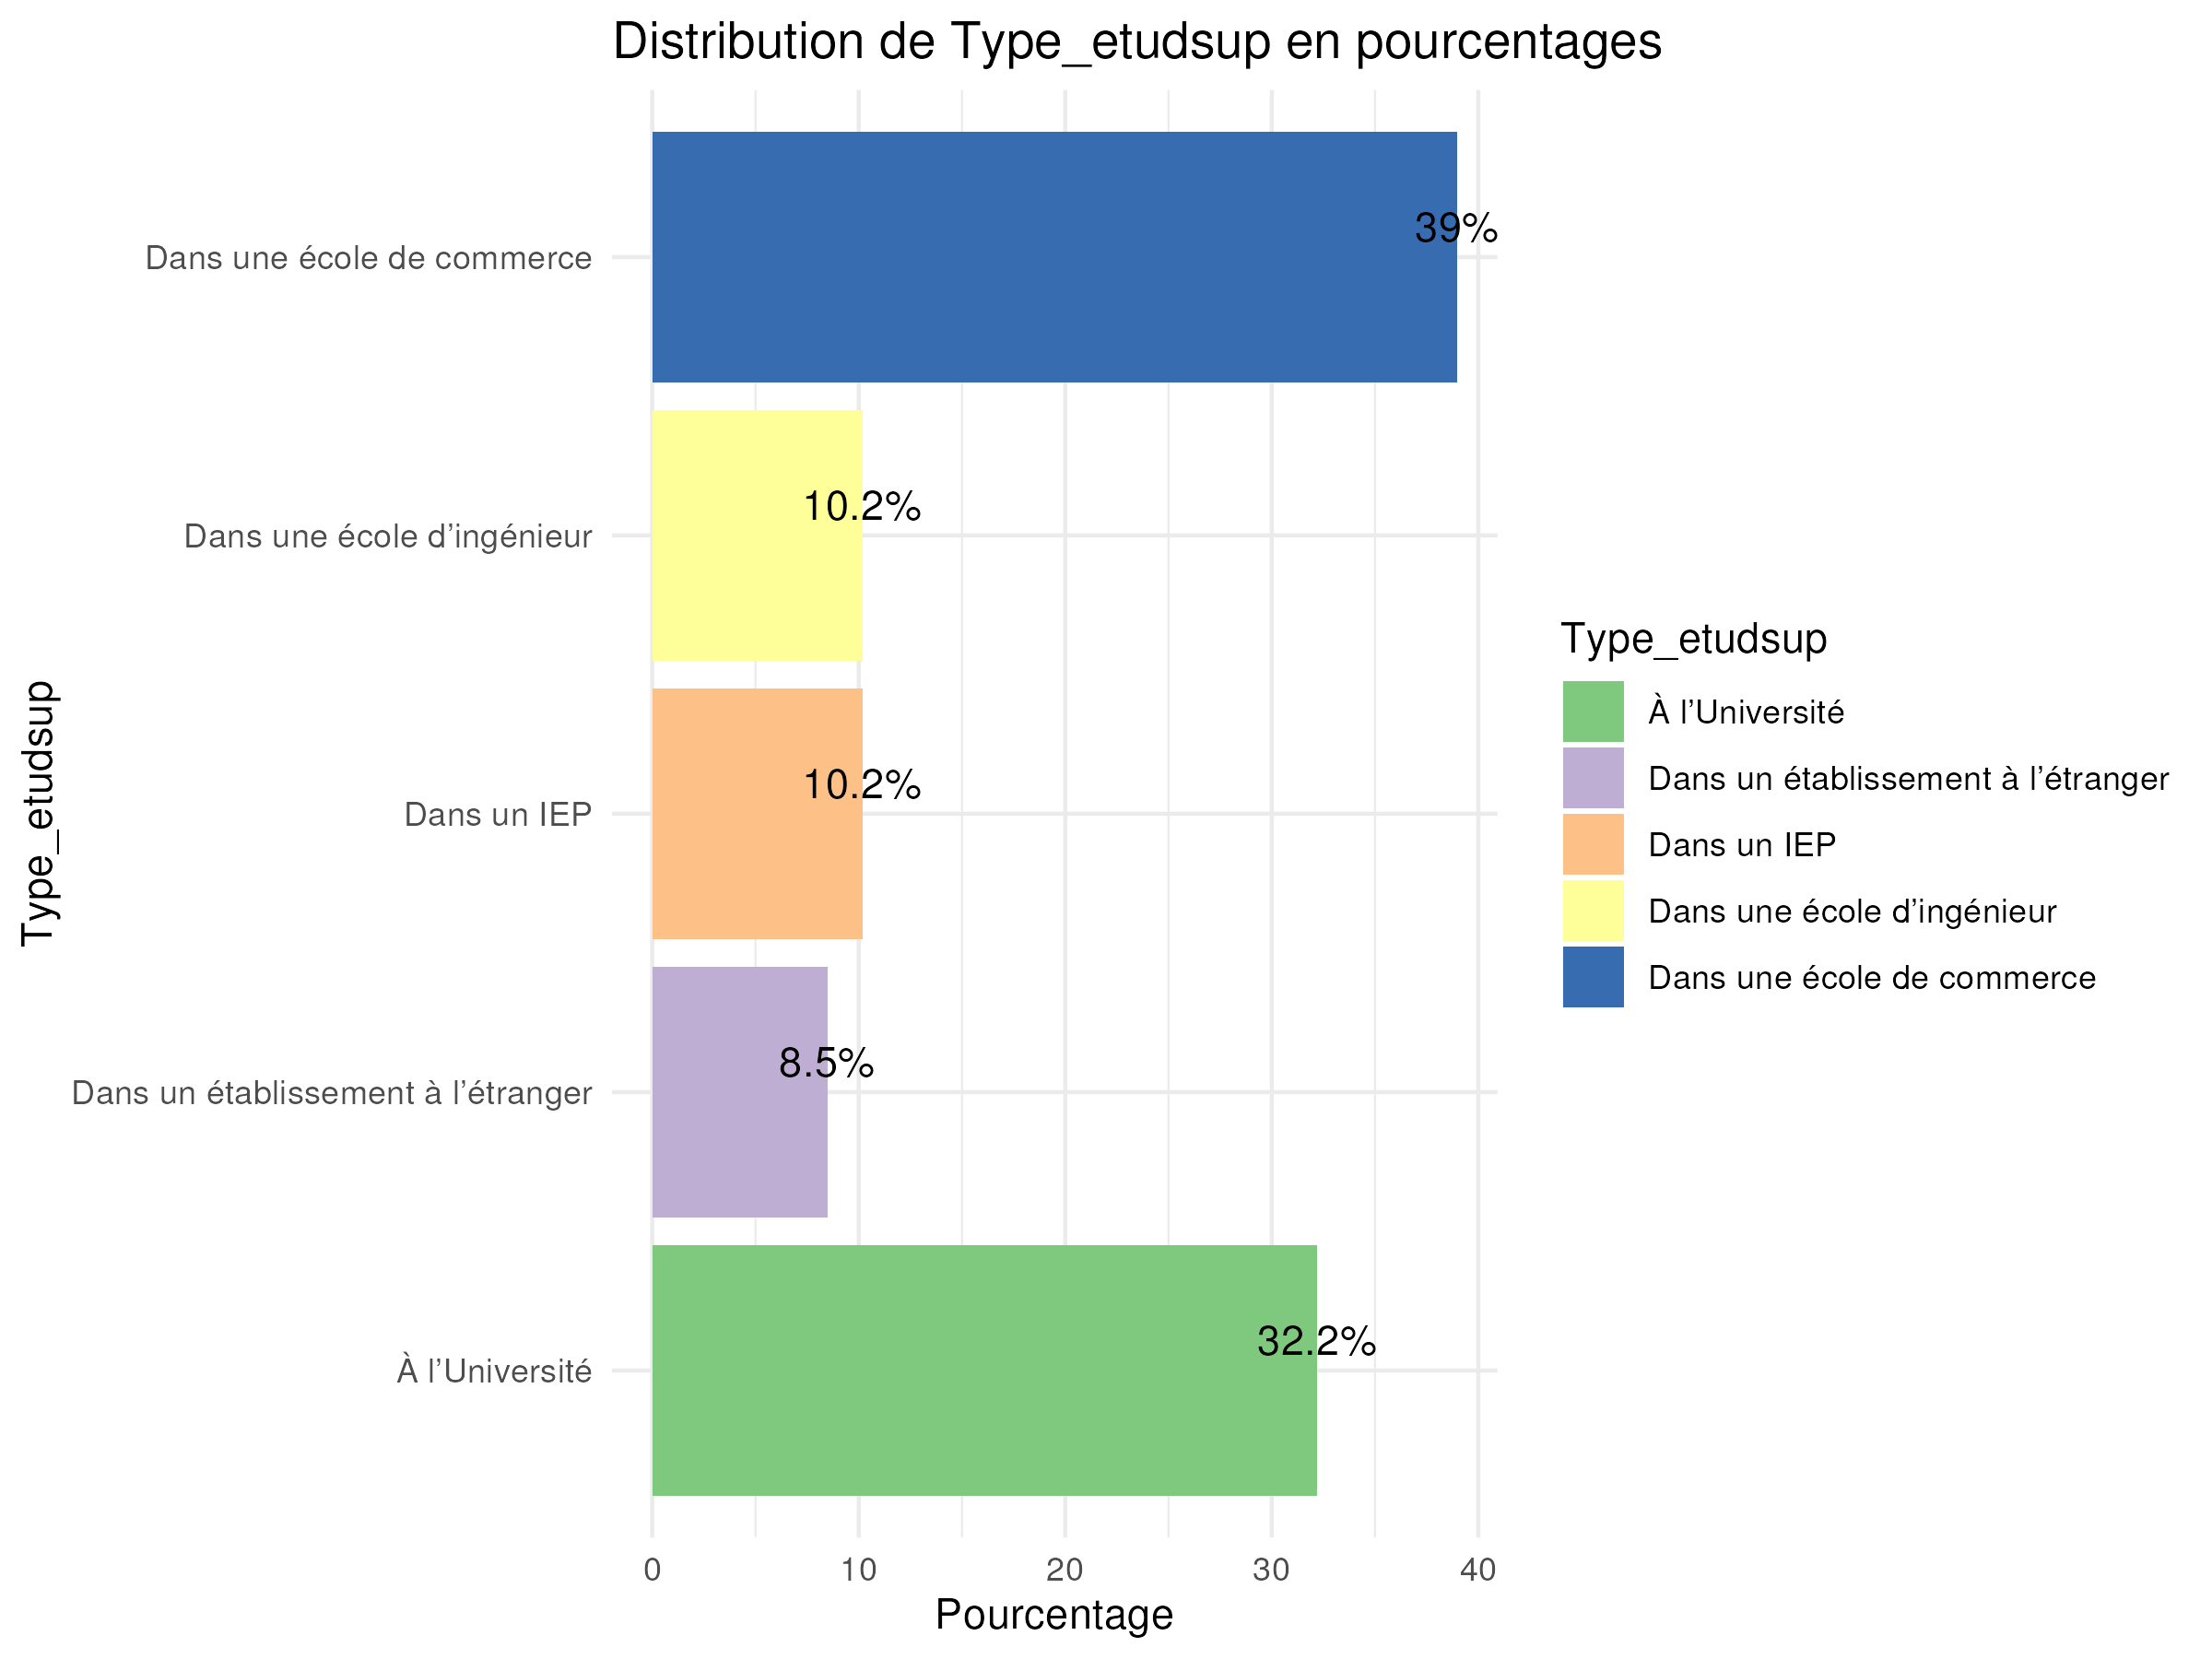 Distribution de Type_etudsup en pourcentages
Dans une école de commerce
39%
Dans une école d’ingénieur
10.2%
Dans un IEP
10.2%
Dans un établissement à l’étranger
8.5%
À l’Université
32.2%
Type_etudsup
0 10 20 30 40
Pourcentage
Type_etudsup
À l’Université
Dans un établissement à l’étranger
Dans un IEP
Dans une école d’ingénieur
Dans une école de commerce